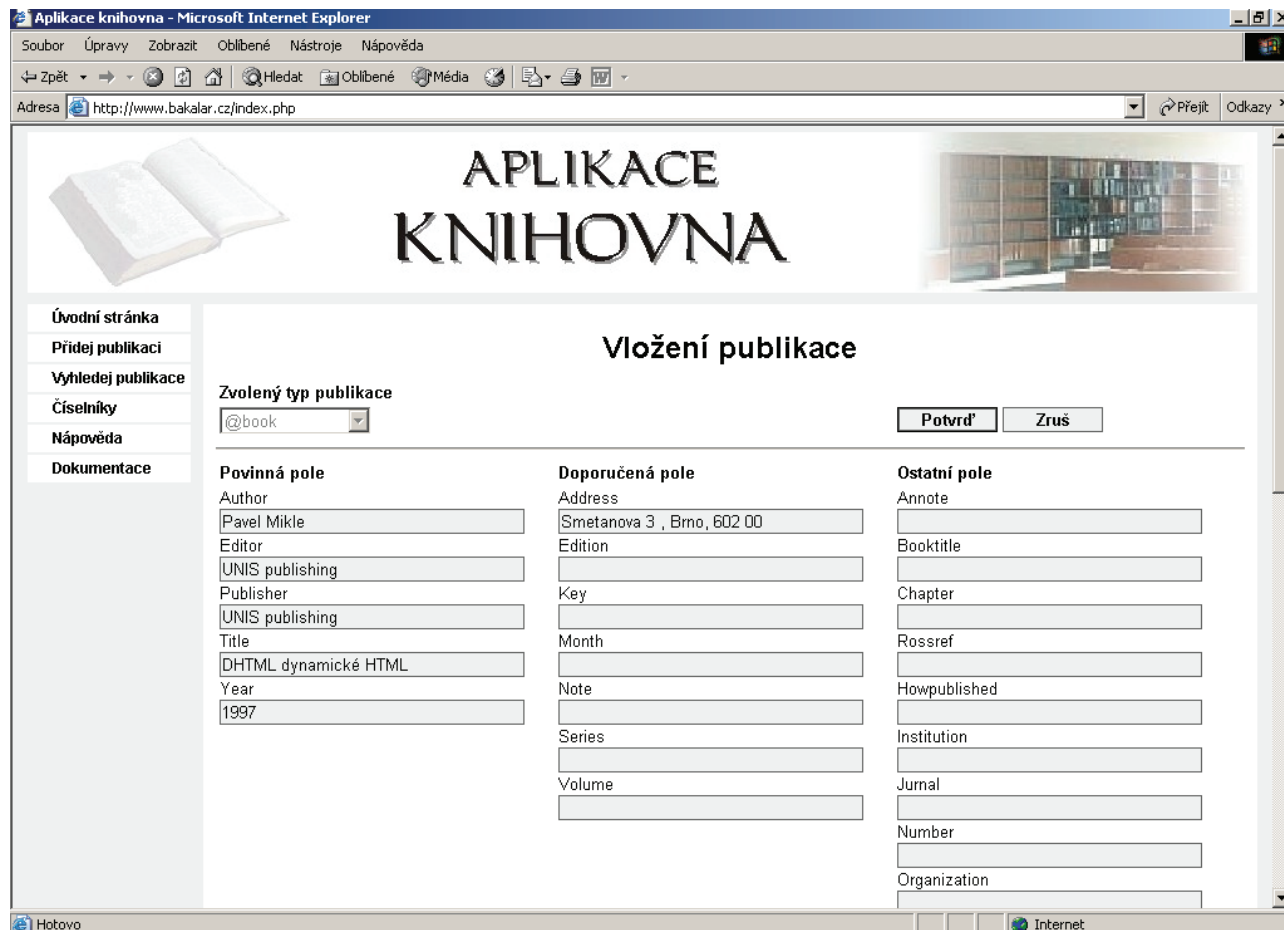 Aplikace knihovna - Microsoft Internet Explorer
Soubor Úpravy Zobrazit Oblíbené Nástroje Nápověda
Zpět Hledat Oblíbené Média
Adresa http://www.bakalar.cz/index.php Přejít Odkazy
APLIKACE
KNIHOVNA
Úvodní stránka
Přidej publikaci
Vyhledej publikace
Číselníky
Nápověda
Dokumentace
Vložení publikace
Zvolený typ publikace
@book
Potvrď Zruš
Povinná pole
Author
Pavel Mikle
Editor
UNIS publishing
Publisher
UNIS publishing
Title
DHTML dynamické HTML
Year
1997
Doporučená pole
Address
Smetanova 3 , Brno, 602 00
Edition
Key
Month
Note
Series
Volume
Ostatní pole
Annote
Booktitle
Chapter
Rossref
Howpublished
Institution
Jurnal
Number
Organization
Hotovo Internet